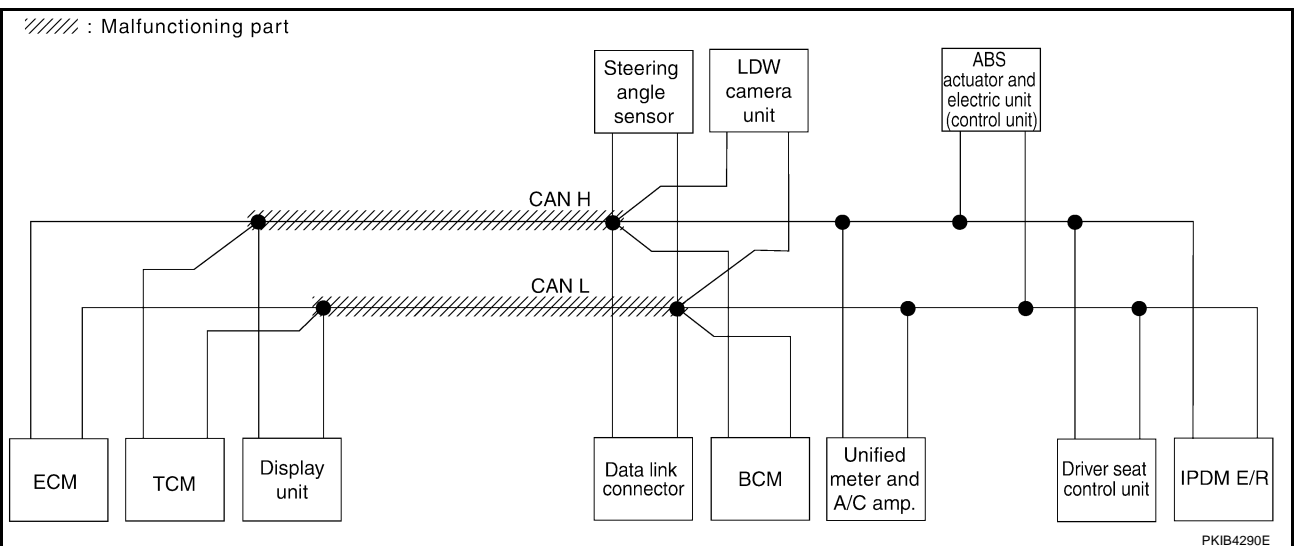 : Malfunctioning part
Steering
angle
sensor
LDW
camera
unit
ABS
actuator and
electric unit
(control unit)
CAN H
CAN L
ECM
TCM
Display
unit
Data link
connector
BCM
Unified
meter and
A/C amp.
Driver seat
control unit
IPDM E/R
PKIB4290E